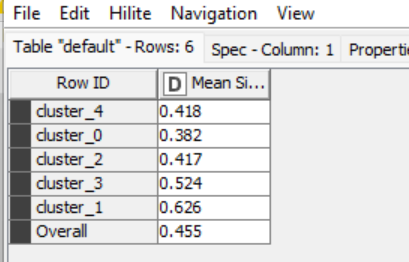 File Edit Hilite Navigation View
Table "default" - Rows: 6 Spec - Column: 1 Properti
Row ID D Mean Si...
cluster_4 0.418
cluster_0 0.382
cluster_2 0.417
cluster_3 0.524
cluster_1 0.626
Overall 0.455